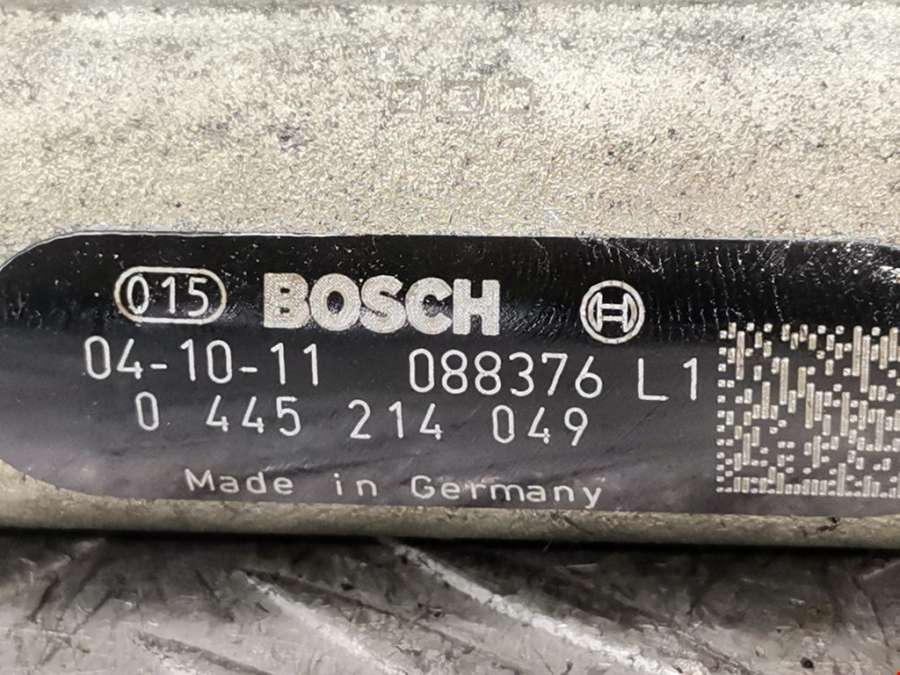 015 BOSCH
04-10-11 088376 L1
0 445 214 049
Made in Germany